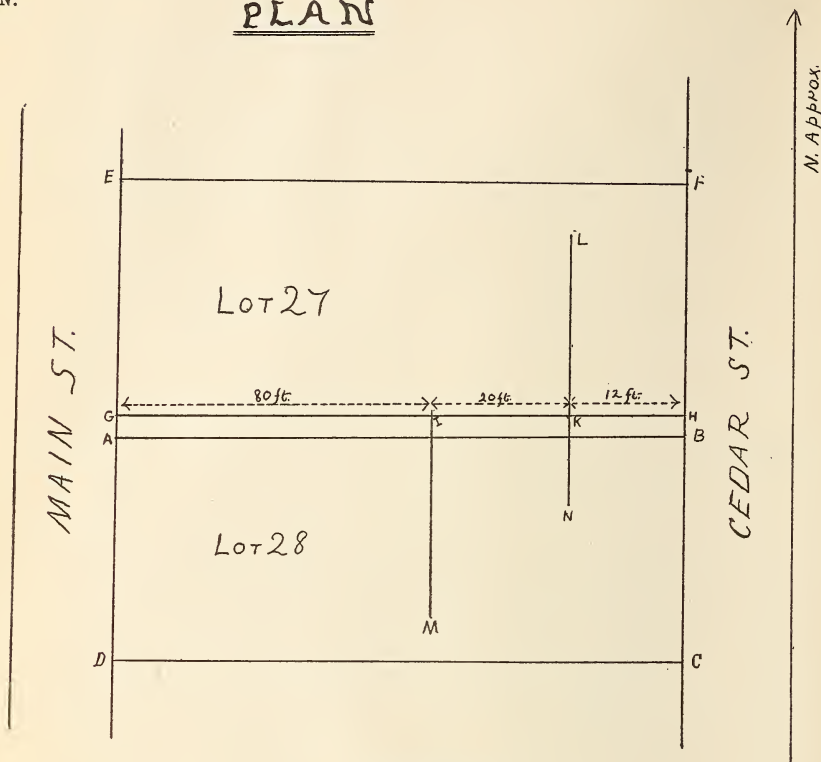 N.
PLAN
N. Approx.
E
F
L
LOT 27
MAIN ST.
CEDAR ST.
80 ft.
20 ft.
12 ft.
G
I
K
H
A
B
N
LOT 28
M
D
C